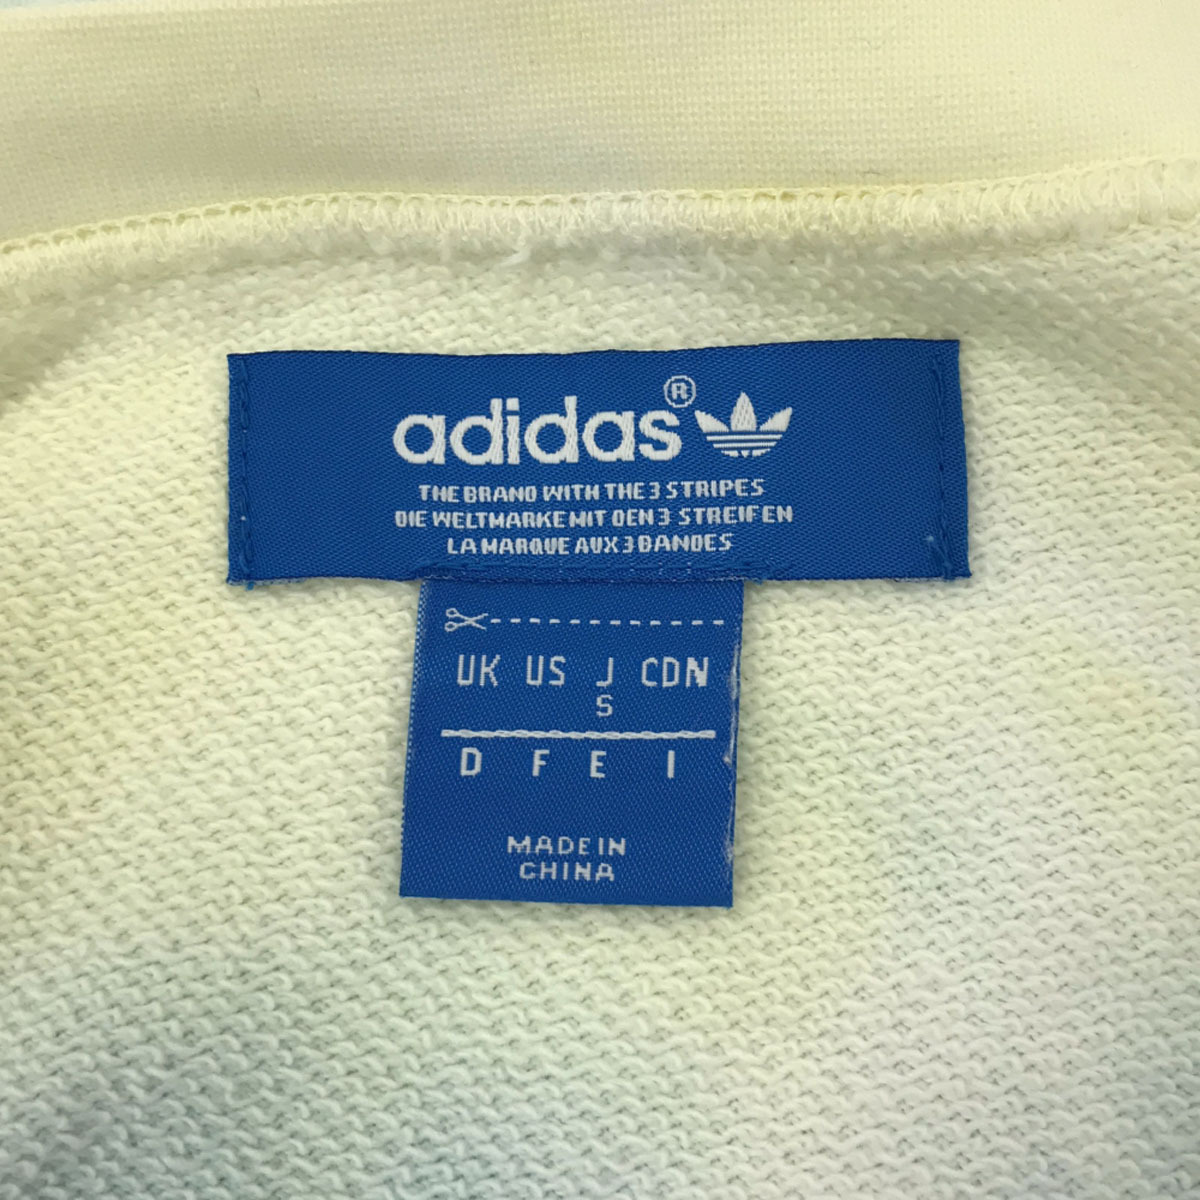 adidas®
THE BRAND WITH THE 3 STRIPES
DIE WELTMARKE MIT DEN 3 STREIFEN
LA MARQUE AUX 3 BANDES
UK US J CDN
S
D F E I
MADE IN
CHINA